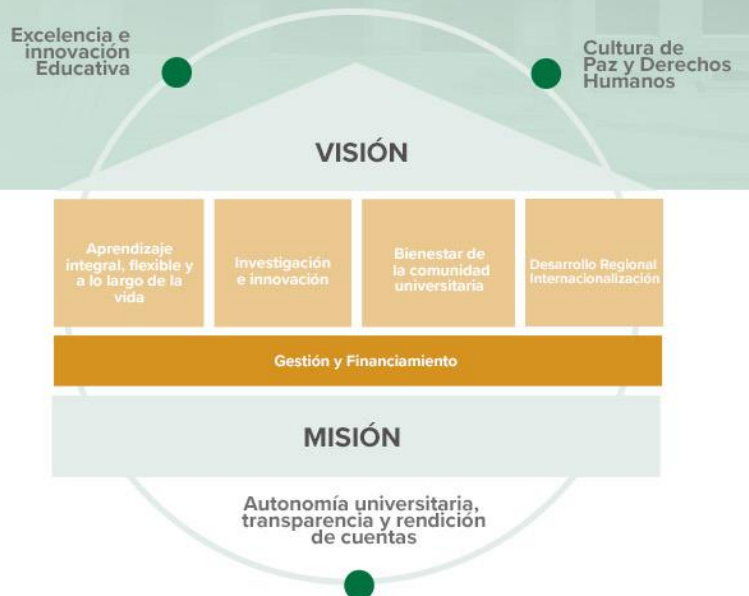 Excelencia e
innovación
Educativa
Cultura de
Paz y Derechos
Humanos
VISIÓN
Aprendizaje
integral, flexible y
a lo largo de la
vida
Investigación
e innovación
Bienestar de
la comunidad
universitaria
Desarrollo Regional
Internacionalización
Gestión y Financiamiento
MISIÓN
Autonomía universitaria,
transparencia y rendición
de cuentas